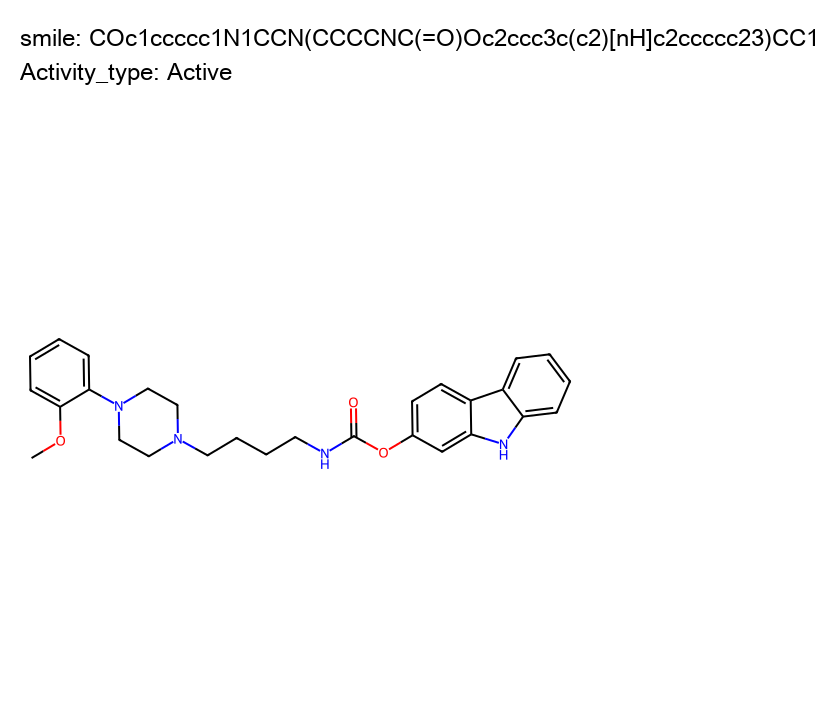 smile: COc1ccccc1N1CCN(CCCCNC(=O)Oc2ccc3c(c2)[nH]c2ccccc23)CC1
Activity_type: Active
O
N
N
O
N
H
O
N
H